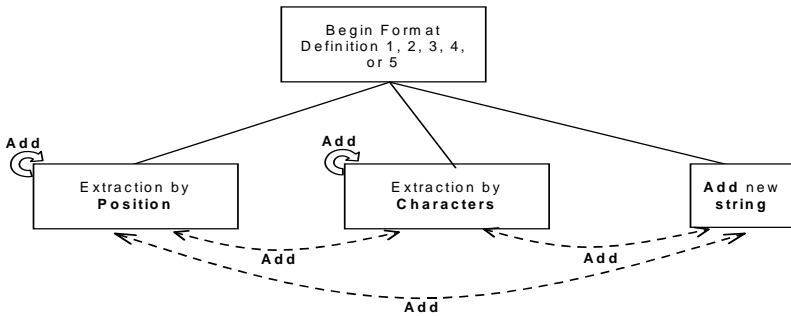 Begin Format
Definition 1, 2, 3, 4,
or 5
Add
Add
Extraction by
Position
Extraction by
Characters
Add new
string
Add
Add
Add